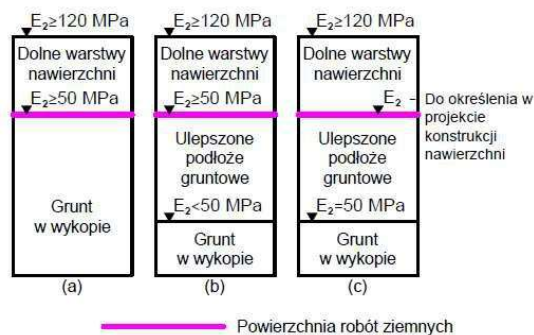 E₂≥120 MPa
E₂≥120 MPa
E₂≥120 MPa
Dolne warstwy
nawierzchni
Dolne warstwy
nawierzchni
Dolne warstwy
nawierzchni
E₂≥50 MPa
E₂≥50 MPa
E₂ - Do określenia w
projekcie
konstrukcji
nawierzchni
Ulepszone
podłoże
gruntowe
Ulepszone
podłoże
gruntowe
Grunt
w wykopie
E₂<50 MPa
E₂=50 MPa
Grunt
w wykopie
Grunt
w wykopie
(a)
(b)
(c)
Powierzchnia robót ziemnych